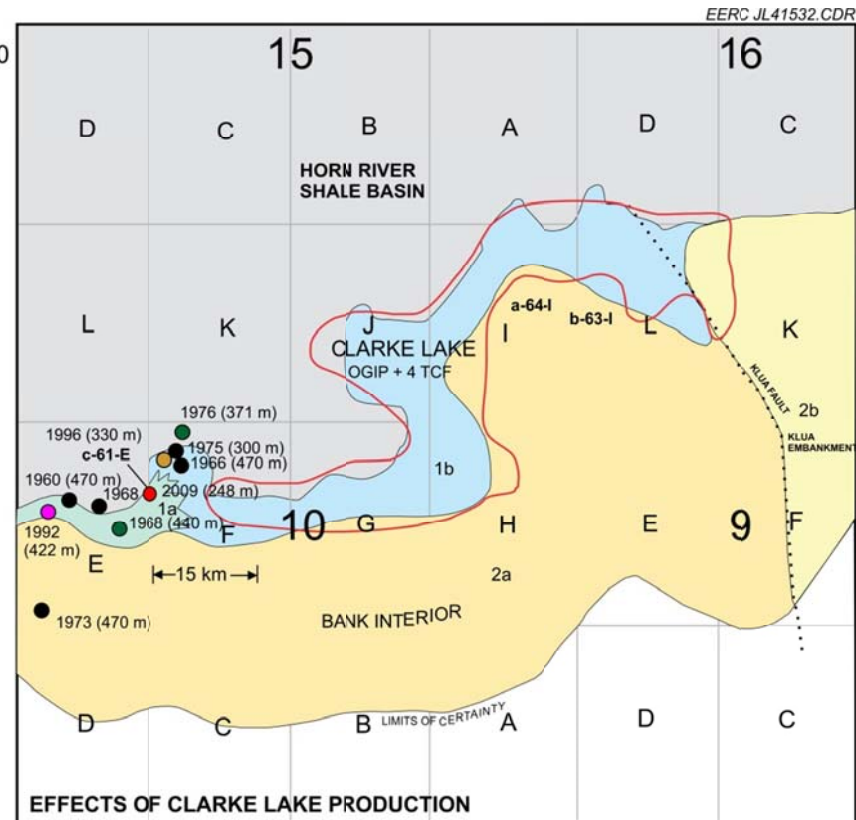 EERC JL41532.CDR
0
15
16
D
C
B
A
D
C
HORN RIVER
SHALE BASIN
L
K
J
I
L
K
a-64-I
b-63-I
CLARKE LAKE
OGIP + 4 TCF
KLUA FAULT
2b
KLUA
EMBANKMENT
1976 (371 m)
1996 (330 m)
1975 (300 m)
c-61-E
1966 (470 m)
1960 (470 m)
1968
2009 (248 m)
1a
1b
1968 (440 m)
1992
(422 m)
E
F
10
G
H
E
9
F
15 km
2a
1973 (470 m)
BANK INTERIOR
D
C
B
LIMITS OF CERTAINTY
A
D
C
EFFECTS OF CLARKE LAKE PRODUCTION